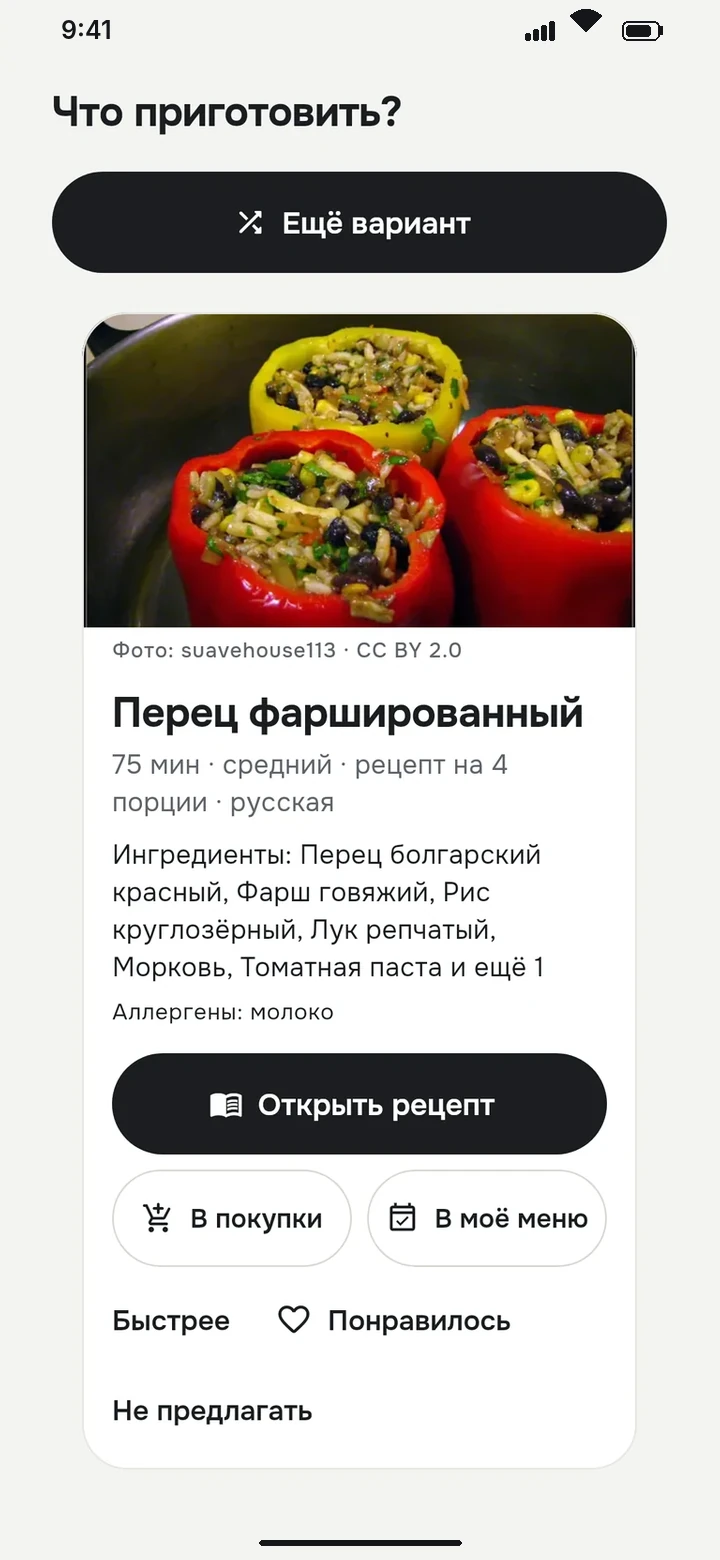 9:41
Что приготовить?
Ещё вариант
Фото: suavehouse113 · CC BY 2.0
Перец фаршированный
75 мин · средний · рецепт на 4
порции · русская
Ингредиенты: Перец болгарский
красный, Фарш говяжий, Рис
круглозёрный, Лук репчатый,
Морковь, Томатная паста и ещё 1
Аллергены: молоко
Открыть рецепт
В покупки
В моё меню
Быстрее
Понравилось
Не предлагать